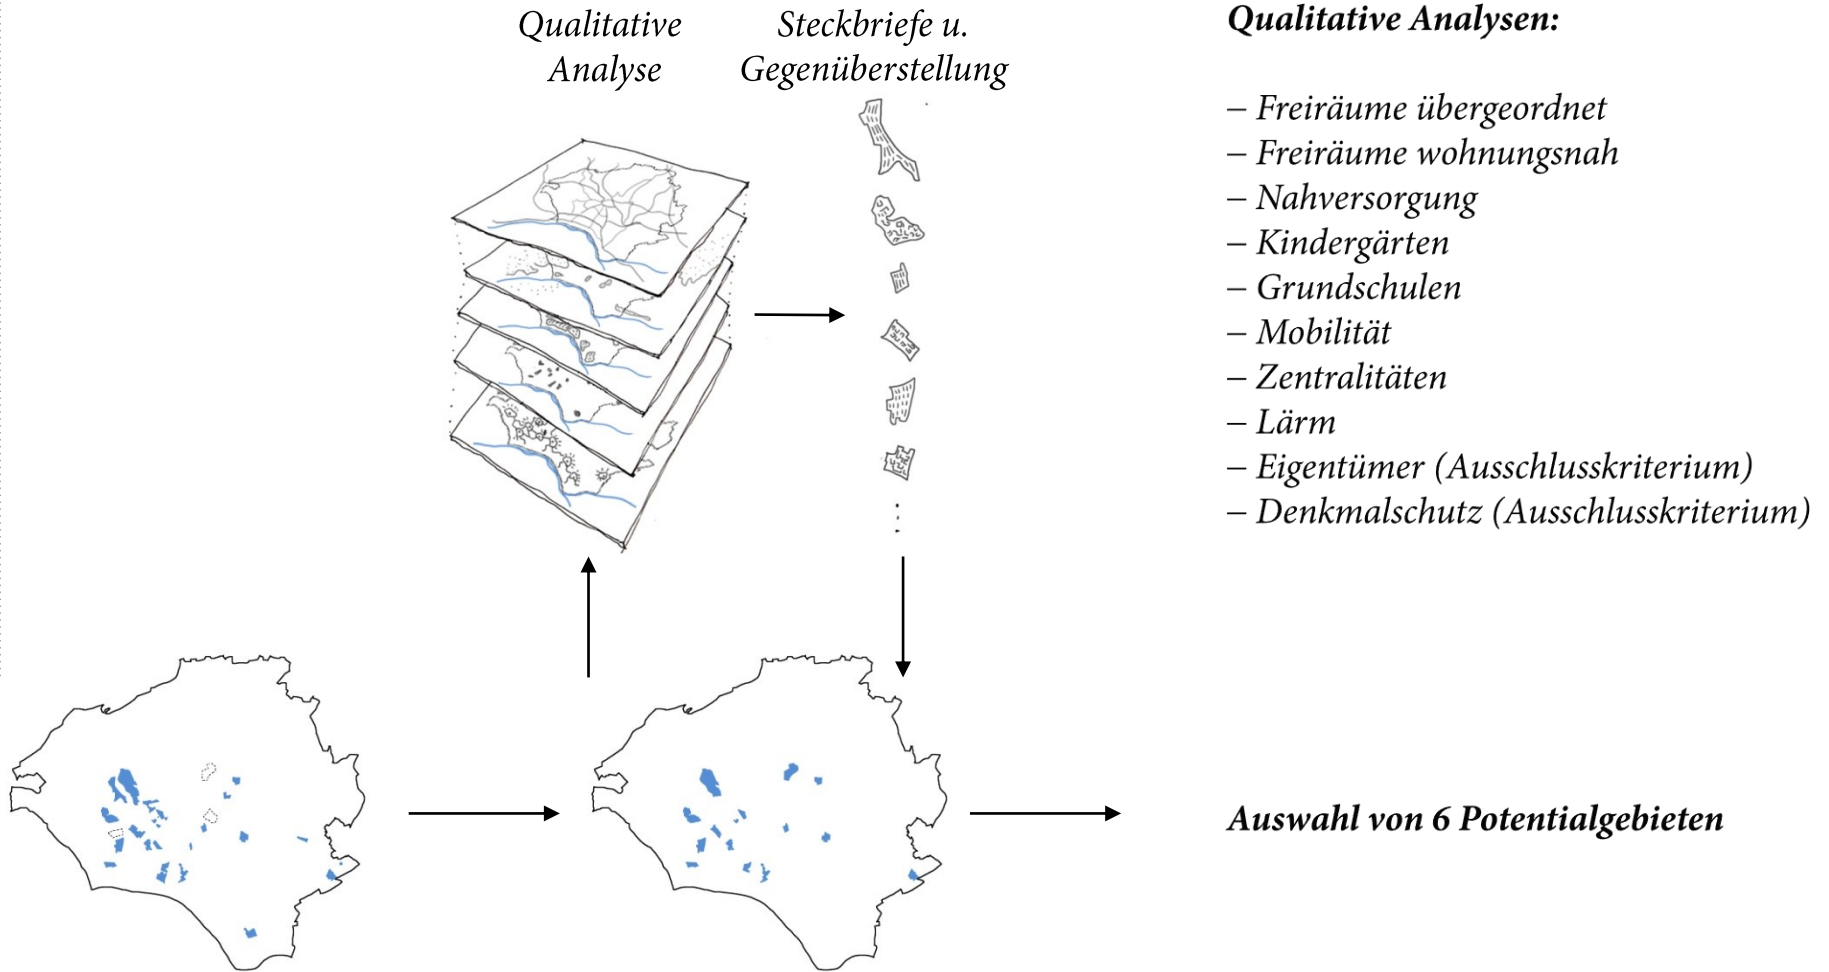 Qualitative
Analyse
Steckbriefe u.
Gegenüberstellung
Qualitative Analysen:
– Freiräume übergeordnet
– Freiräume wohnungsnah
– Nahversorgung
– Kindergärten
– Grundschulen
– Mobilität
– Zentralitäten
– Lärm
– Eigentümer (Ausschlusskriterium)
– Denkmalschutz (Ausschlusskriterium)
Auswahl von 6 Potentialgebieten